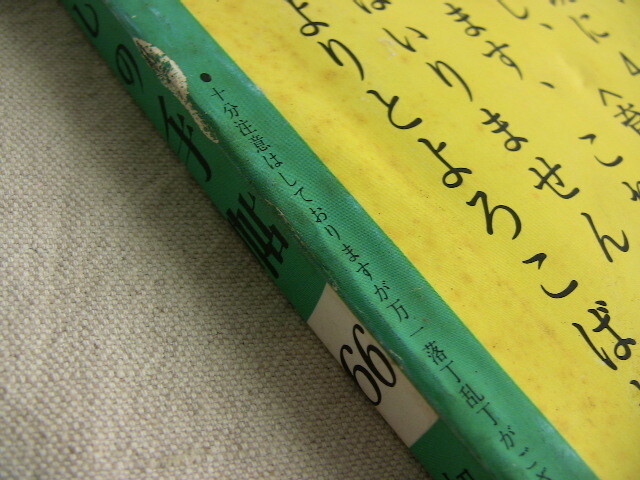 しの手帖
66
●十分注意はしておりますが万一落丁乱丁がござ
よりとよろこば
はいりません
ます、